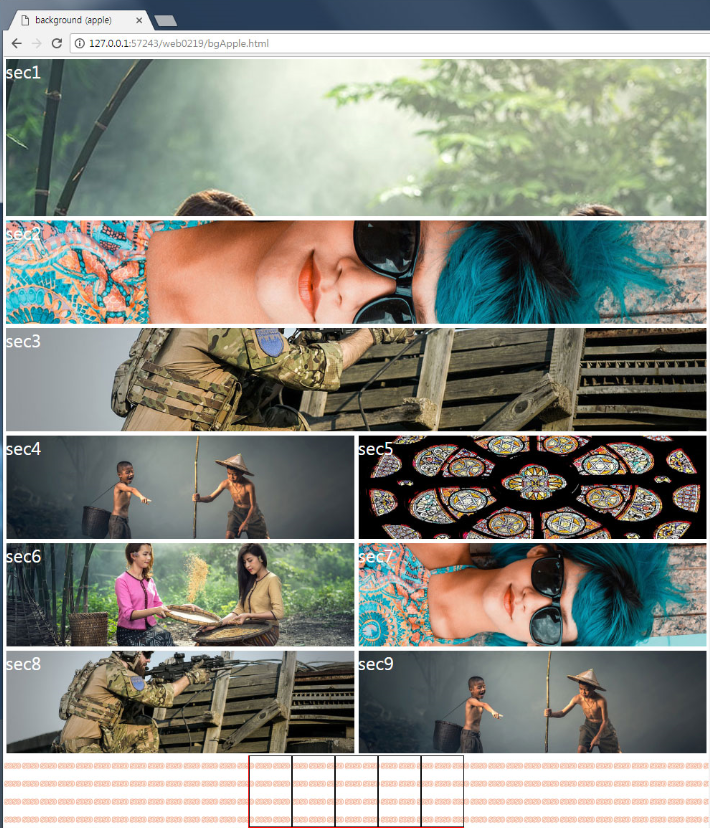 background (apple)
127.0.0.1:57243/web0219/bgApple.html
sec1
sec2
sec3
sec4
sec5
sec6
sec7
sec8
sec9